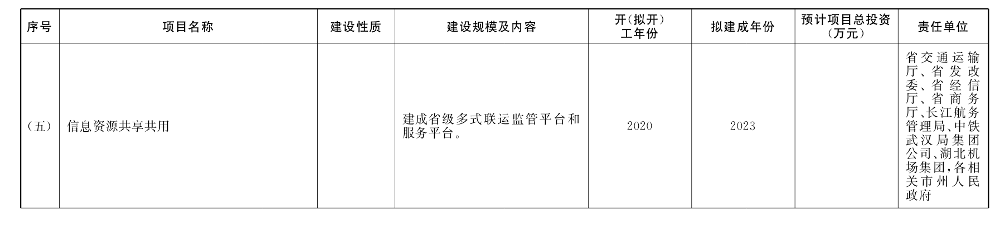 序号
项目名称
建设性质
建设规模及内容
开（拟开）
工年份
拟建成年份
预计项目总投资
（万元）
责任单位
（五）
信息资源共享共用
建成省级多式联运监管平台和
服务平台。
2020
2023
省交通运输
厅、省发改
委、省经信
厅、省商务
厅、长江航务
管理局、中铁
武汉局集团
公司、湖北机
场集团，各相
关市州人民
政府